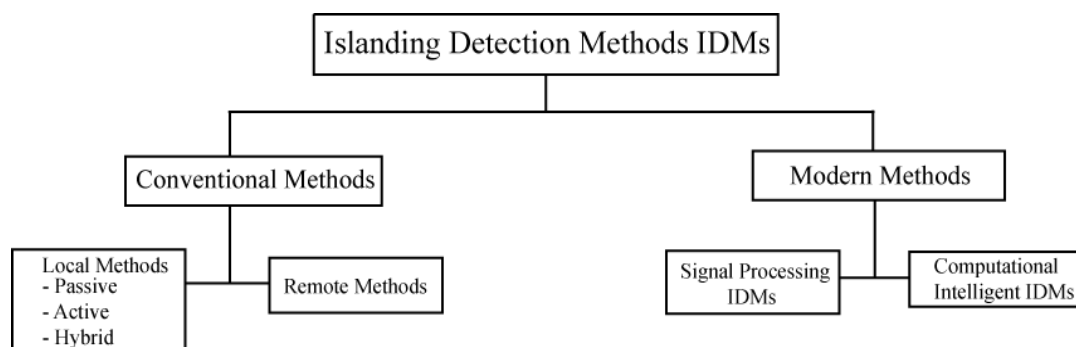 Islanding Detection Methods IDMs
Conventional Methods
Modern Methods
Local Methods
- Passive
- Active
- Hybrid
Remote Methods
Signal Processing
IDMs
Computational
Intelligent IDMs